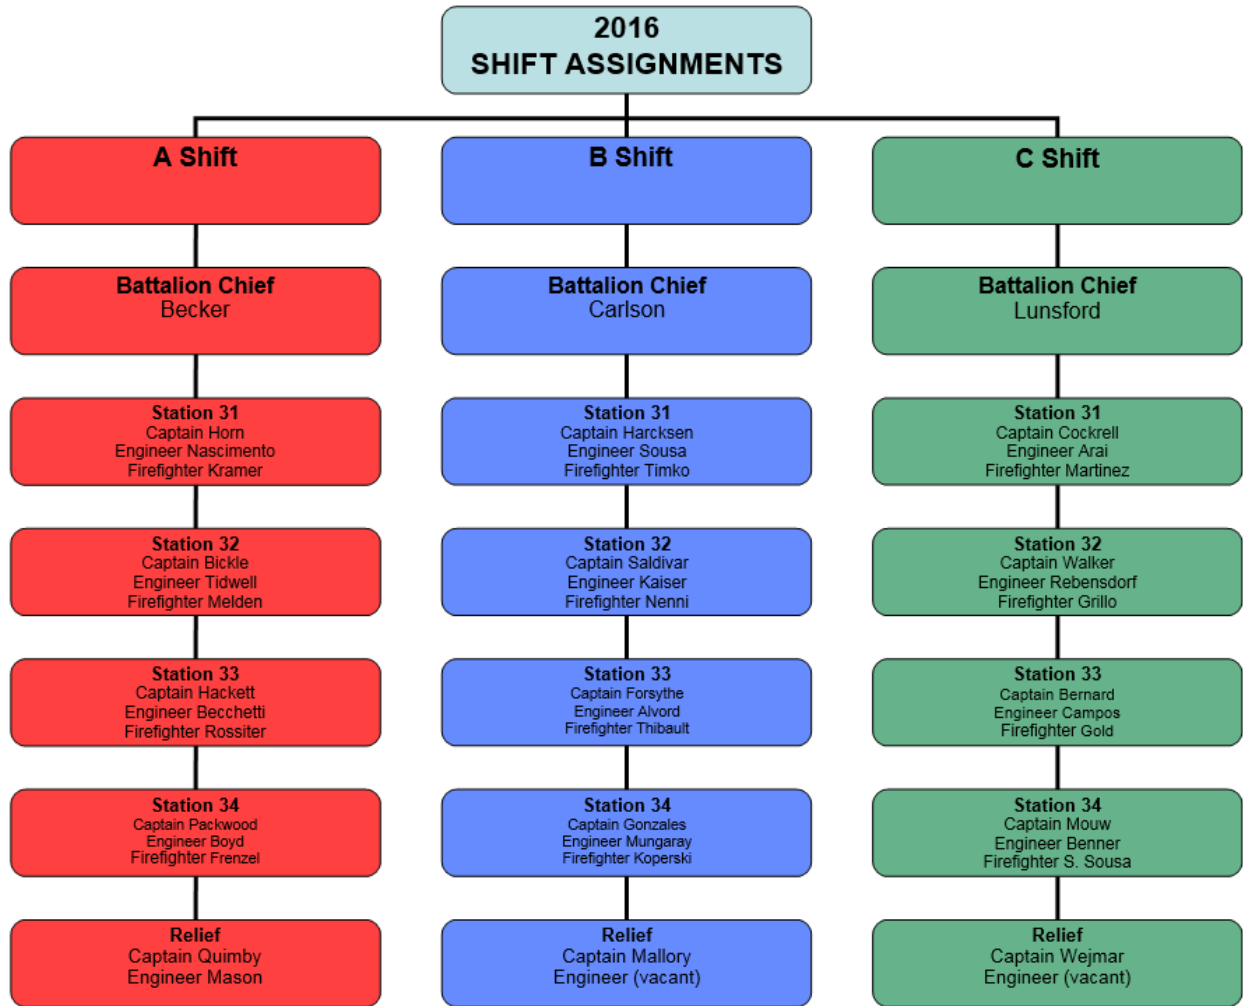 2016
SHIFT ASSIGNMENTS
A Shift
Battalion Chief
Becker
Station 31
Captain Horn
Engineer Nascimento
Firefighter Kramer
Station 32
Captain Bickle
Engineer Tidwell
Firefighter Melden
Station 33
Captain Hackett
Engineer Becchetti
Firefighter Rossiter
Station 34
Captain Packwood
Engineer Boyd
Firefighter Frenzel
Relief
Captain Quimby
Engineer Mason
B Shift
Battalion Chief
Carlson
Station 31
Captain Harcksen
Engineer Sousa
Firefighter Timko
Station 32
Captain Saldivar
Engineer Kaiser
Firefighter Nenni
Station 33
Captain Forsythe
Engineer Alvord
Firefighter Thibault
Station 34
Captain Gonzales
Engineer Mungaray
Firefighter Koperski
Relief
Captain Mallory
Engineer (vacant)
C Shift
Battalion Chief
Lunsford
Station 31
Captain Cockrell
Engineer Arai
Firefighter Martinez
Station 32
Captain Walker
Engineer Rebensdorf
Firefighter Grillo
Station 33
Captain Bernard
Engineer Campos
Firefighter Gold
Station 34
Captain Mouw
Engineer Benner
Firefighter S. Sousa
Relief
Captain Wejmar
Engineer (vacant)